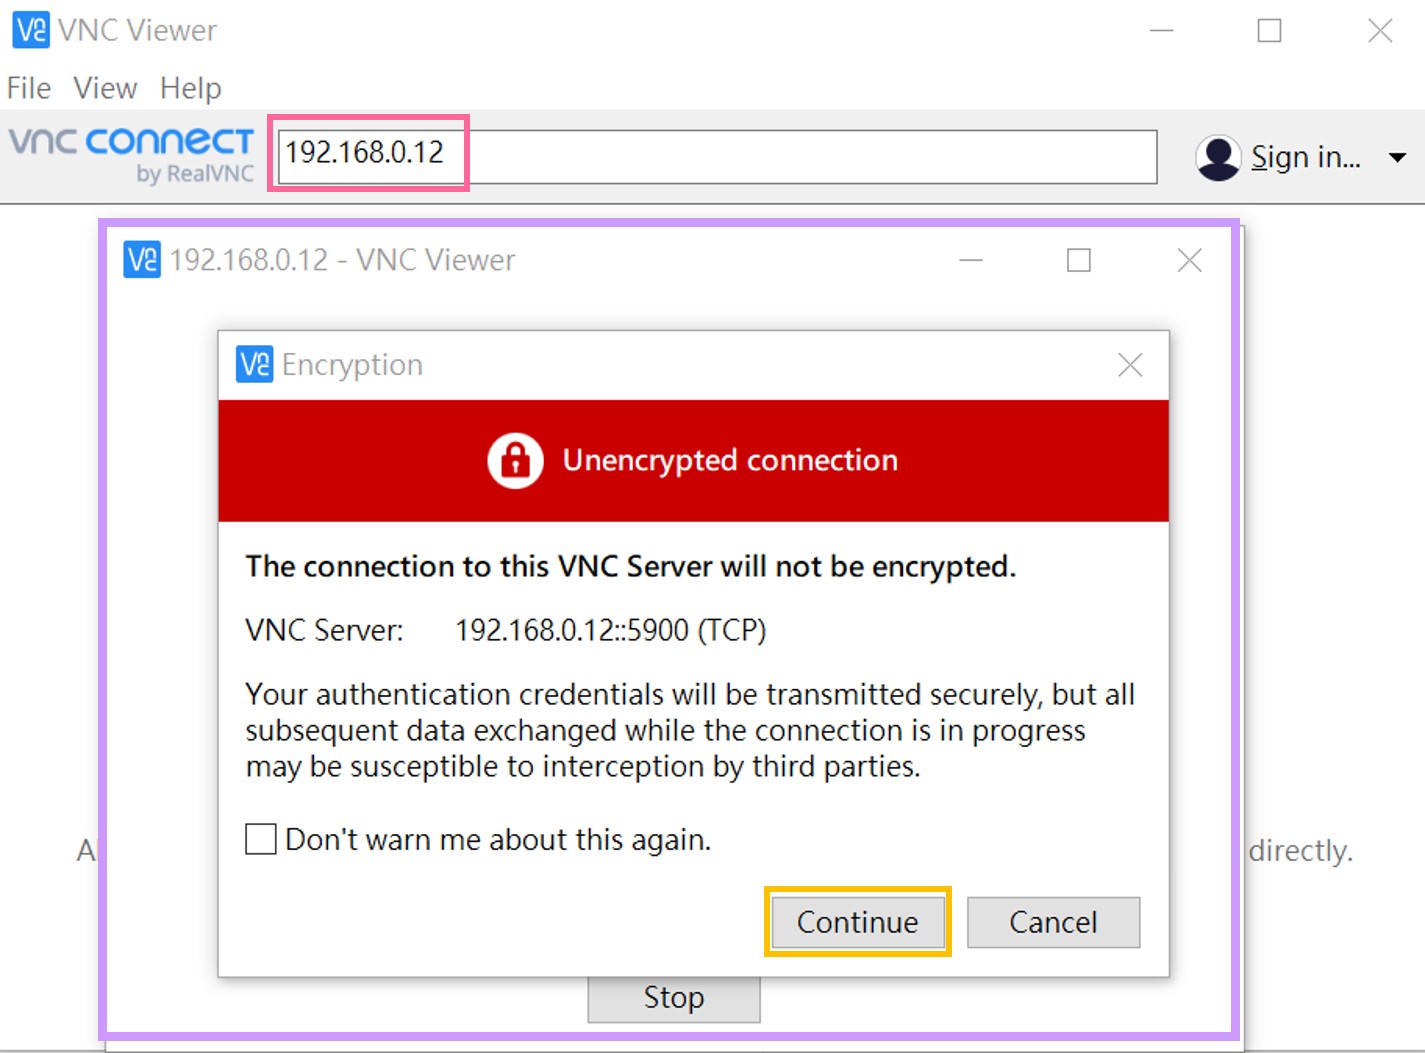 VNC Viewer
File View Help
vnc connect
by RealVNC
192.168.0.12
Sign in...
192.168.0.12 - VNC Viewer
Encryption
Unencrypted connection
The connection to this VNC Server will not be encrypted.
VNC Server: 192.168.0.12::5900 (TCP)
Your authentication credentials will be transmitted securely, but all
subsequent data exchanged while the connection is in progress
may be susceptible to interception by third parties.
Don't warn me about this again.
directly.
Continue Cancel
Stop